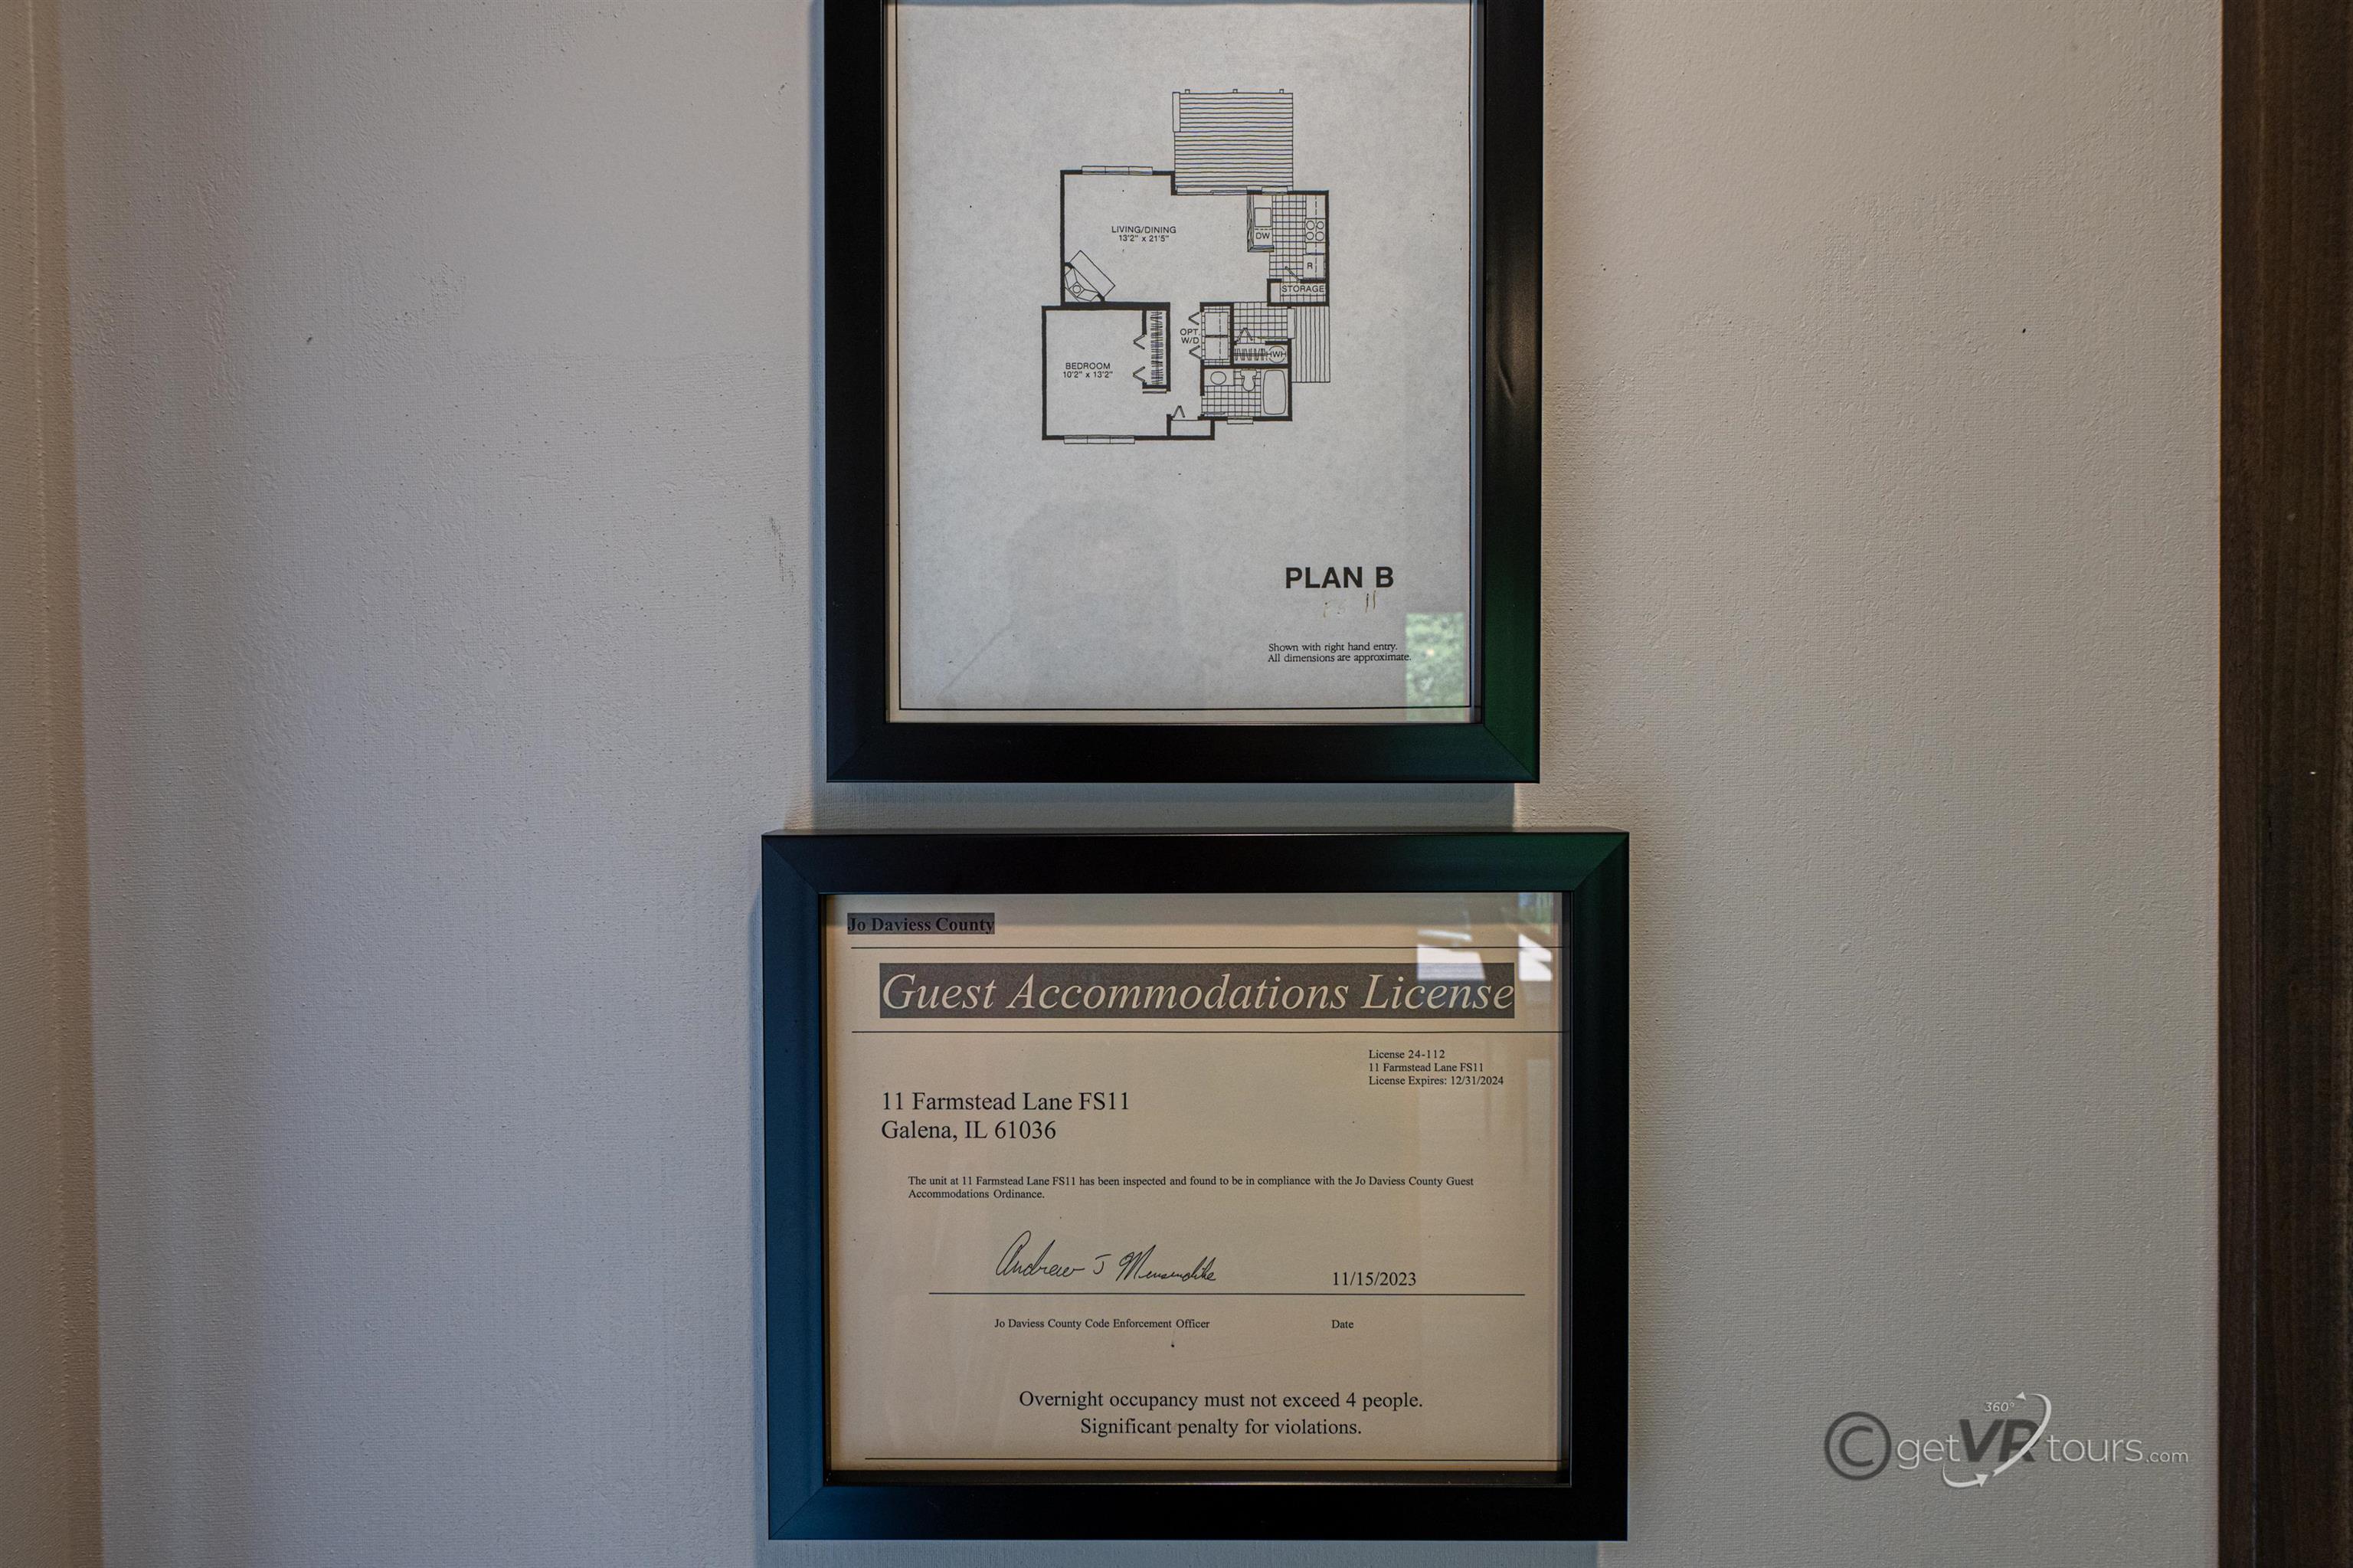 LIVING/DINING
13'2" x 21'5"
DW
R
STORAGE
OPT.
W/D
WH
BEDROOM
10'2" x 13'2"
PLAN B
11
Shown with right hand entry.
All dimensions are approximate.
Jo Daviess County
Guest Accommodations License
License 24-112
11 Farmstead Lane FS11
License Expires: 12/31/2024
11 Farmstead Lane FS11
Galena, IL 61036
The unit at 11 Farmstead Lane FS11 has been inspected and found to be in compliance with the Jo Daviess County Guest
Accommodations Ordinance.
Andrew J
11/15/2023
Jo Daviess County Code Enforcement Officer
Date
Overnight occupancy must not exceed 4 people.
Significant penalty for violations.
360°
© getVRtours.com